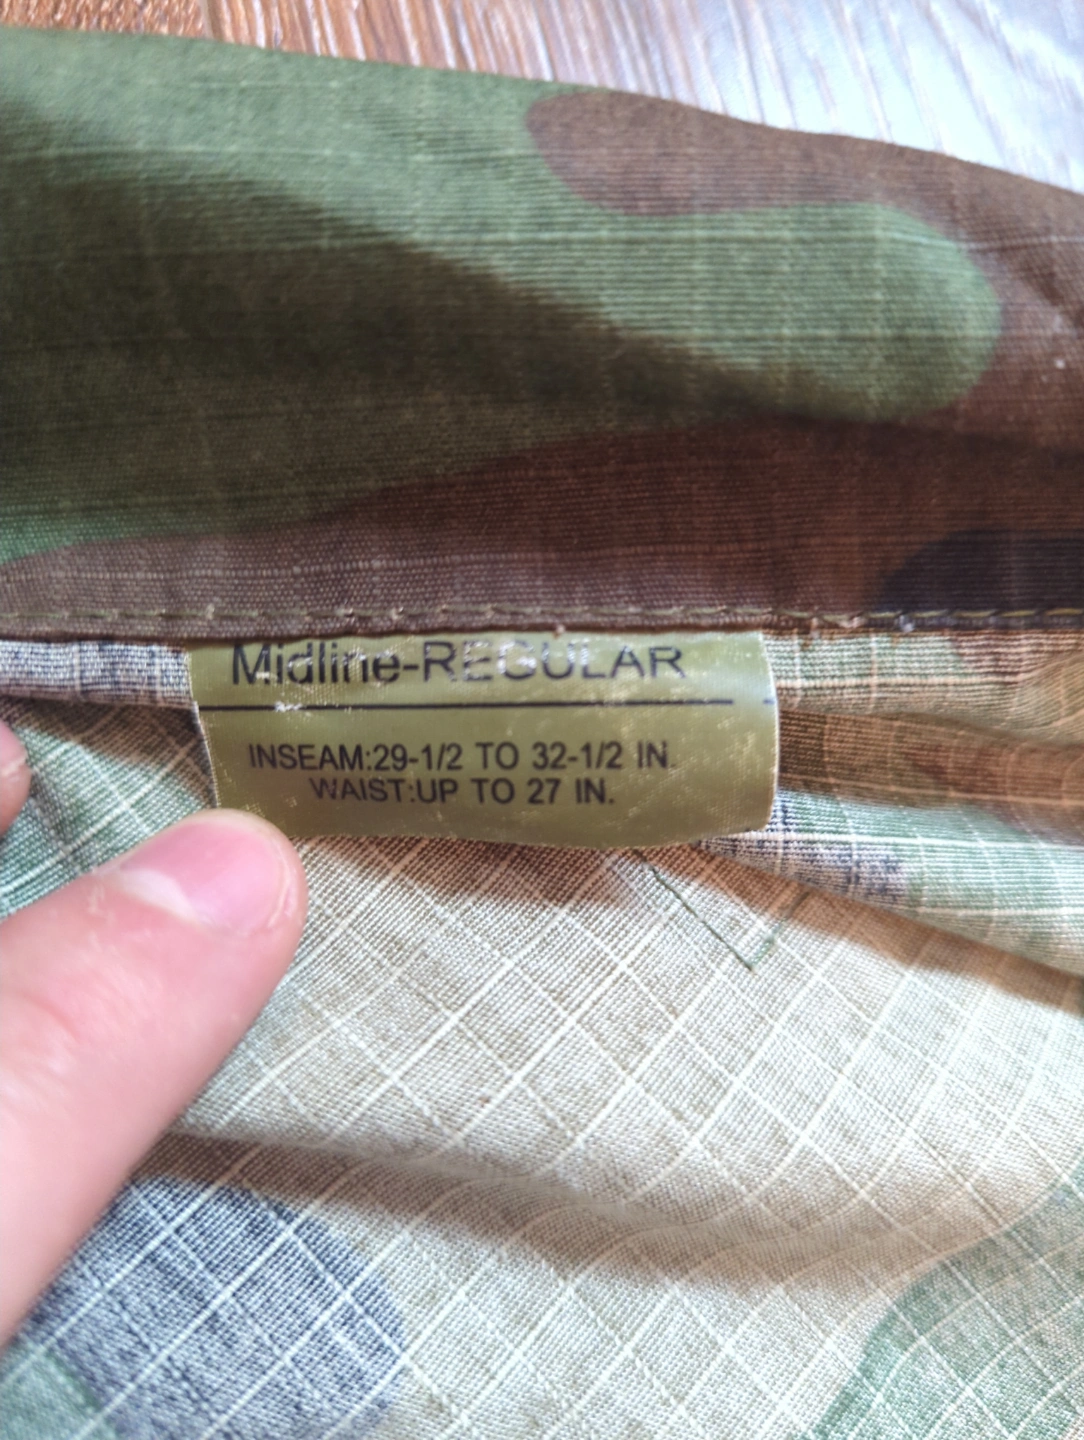 Midline-REGULAR
INSEAM:29-1/2 TO 32-1/2 IN.
WAIST:UP TO 27 IN.